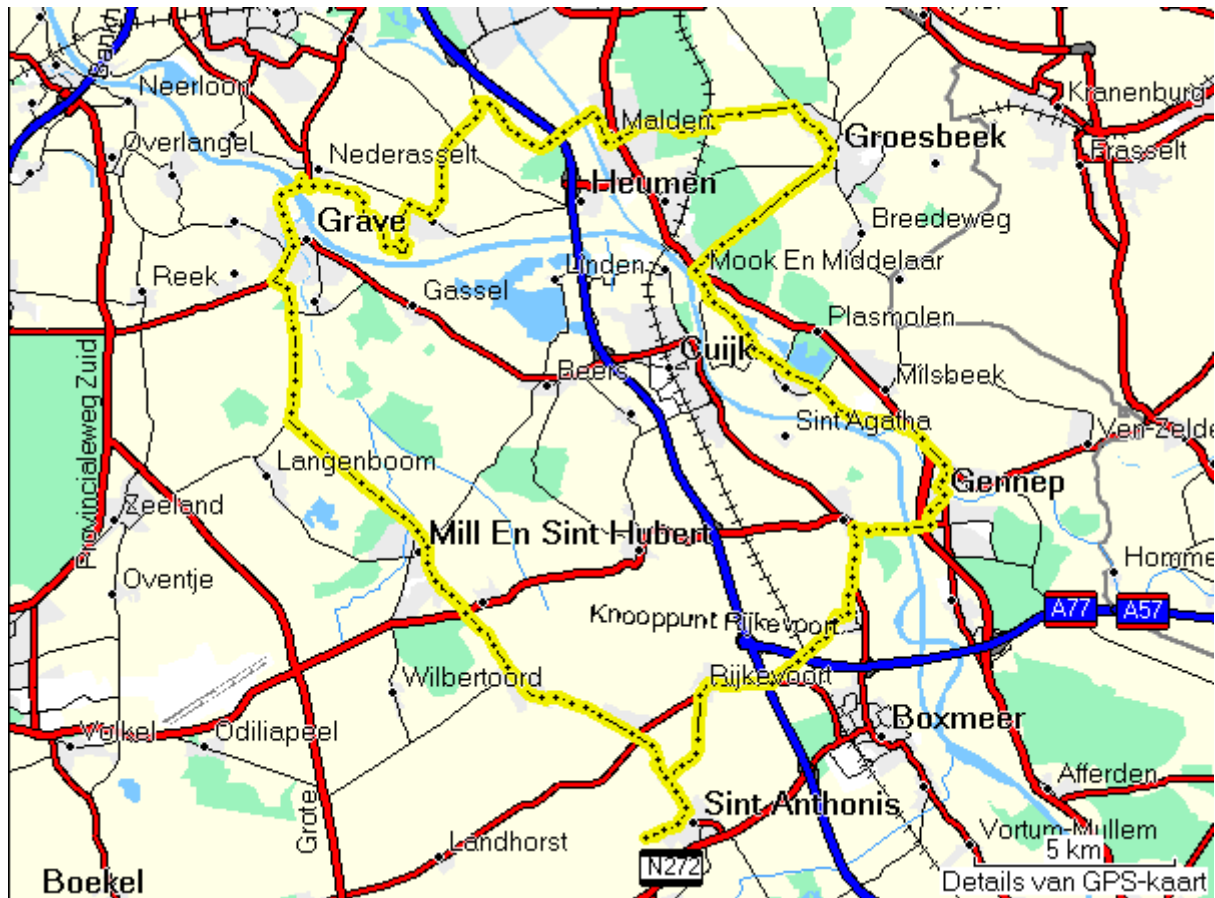 Neerloon
Kranenburg
Malden
Groesbeek
Overlangel
Nederasselt
Frasselt
Heumen
Grave
Breedeweg
Reek
Linden
Mook En Middelaar
Gassel
Plasmolen
Cuijk
Beers
Milsbeek
Provincialeweg Zuid
Sint Agatha
Langenboom
Gennep
Zeeland
Mill En Sint Hubert
Oventje
Knooppunt Rijkevoort
A77
A57
Wilbertoord
Rijkevoort
Boxmeer
Volkel
Odiliapeel
Afferden
Grote
Sint Anthonis
Landhorst
Vortum-Mullem
5 km
N272
Boekel
Details van GPS-kaart